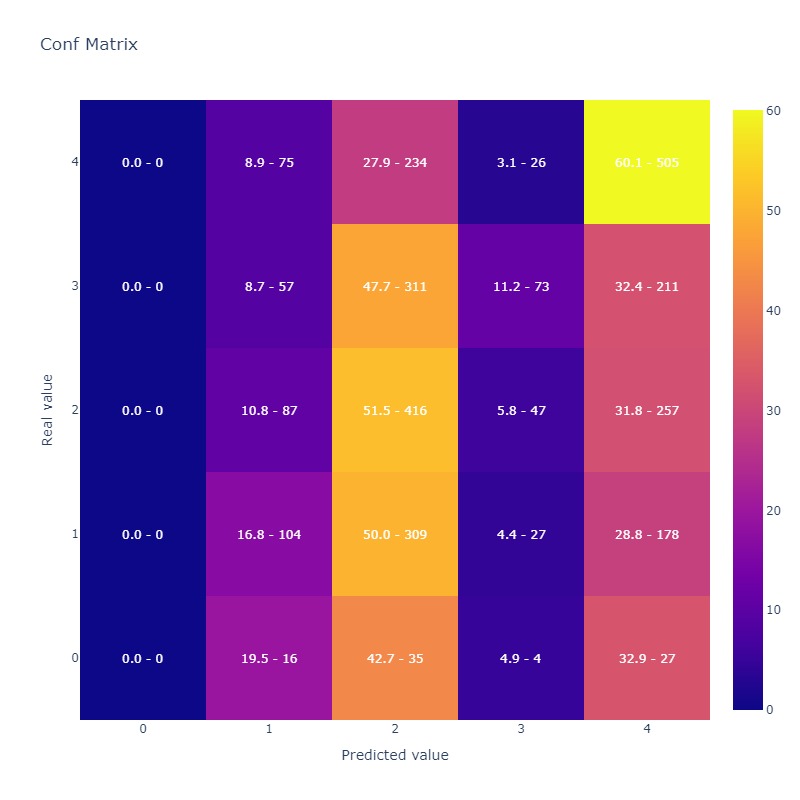 Conf Matrix
4 0.0 - 0 8.9 - 75 27.9 - 234 3.1 - 26 60.1 - 505
3 0.0 - 0 8.7 - 57 47.7 - 311 11.2 - 73 32.4 - 211
2 0.0 - 0 10.8 - 87 51.5 - 416 5.8 - 47 31.8 - 257
1 0.0 - 0 16.8 - 104 50.0 - 309 4.4 - 27 28.8 - 178
0 0.0 - 0 19.5 - 16 42.7 - 35 4.9 - 4 32.9 - 27
0 1 2 3 4
Predicted value
Real value
60
50
40
30
20
10
0